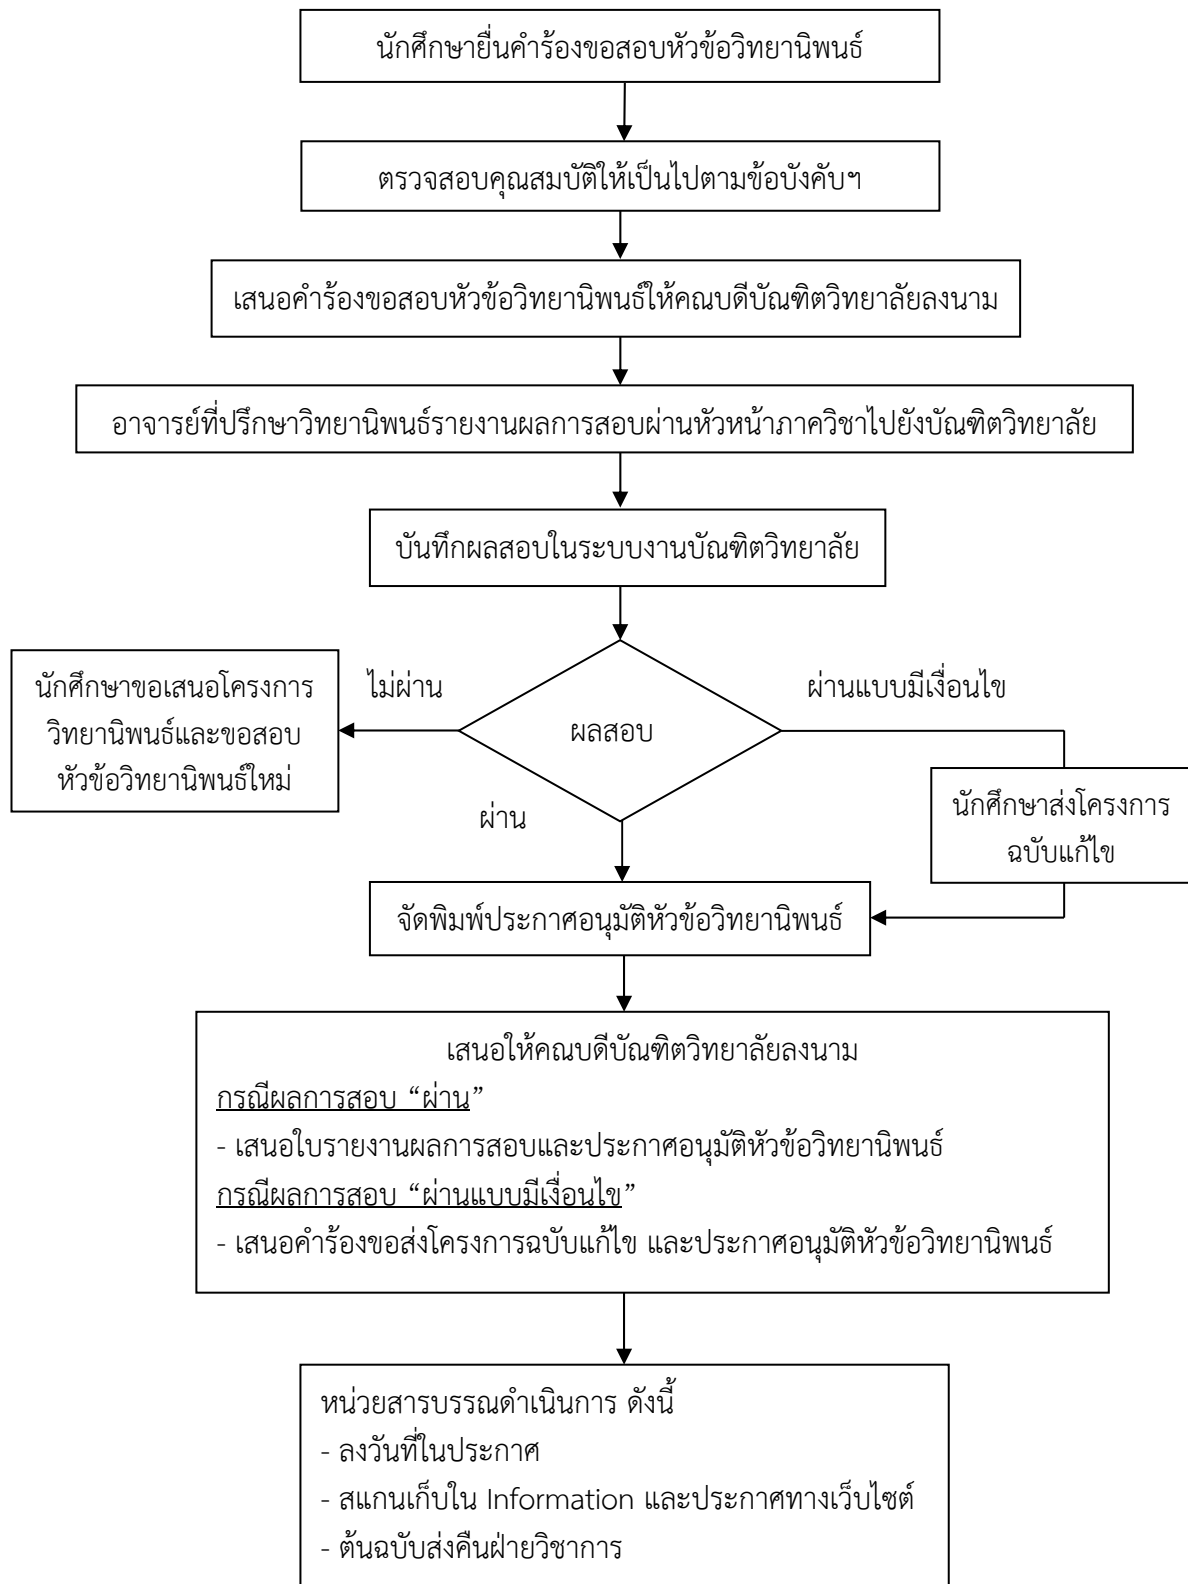 นักศึกษายื่นคำร้องขอสอบหัวข้อวิทยานิพนธ์
ตรวจสอบคุณสมบัติให้เป็นไปตามข้อบังคับฯ
เสนอคำร้องขอสอบหัวข้อวิทยานิพนธ์ให้คณบดีบัณฑิตวิทยาลัยลงนาม
อาจารย์ที่ปรึกษาวิทยานิพนธ์รายงานผลการสอบผ่านหัวหน้าภาควิชาไปยังบัณฑิตวิทยาลัย
บันทึกผลสอบในระบบงานบัณฑิตวิทยาลัย
นักศึกษาขอเสนอโครงการ
วิทยานิพนธ์และขอสอบ
หัวข้อวิทยานิพนธ์ใหม่
ไม่ผ่าน
ผลสอบ
ผ่านแบบมีเงื่อนไข
ผ่าน
นักศึกษาส่งโครงการ
ฉบับแก้ไข
จัดพิมพ์ประกาศอนุมัติหัวข้อวิทยานิพนธ์
เสนอให้คณบดีบัณฑิตวิทยาลัยลงนาม
กรณีผลการสอบ “ผ่าน”
- เสนอใบรายงานผลการสอบและประกาศอนุมัติหัวข้อวิทยานิพนธ์
กรณีผลการสอบ “ผ่านแบบมีเงื่อนไข”
- เสนอคำร้องขอส่งโครงการฉบับแก้ไข และประกาศอนุมัติหัวข้อวิทยานิพนธ์
หน่วยสารบรรณดำเนินการ ดังนี้
- ลงวันที่ในประกาศ
- สแกนเก็บใน Information และประกาศทางเว็บไซต์
- ต้นฉบับส่งคืนฝ่ายวิชาการ